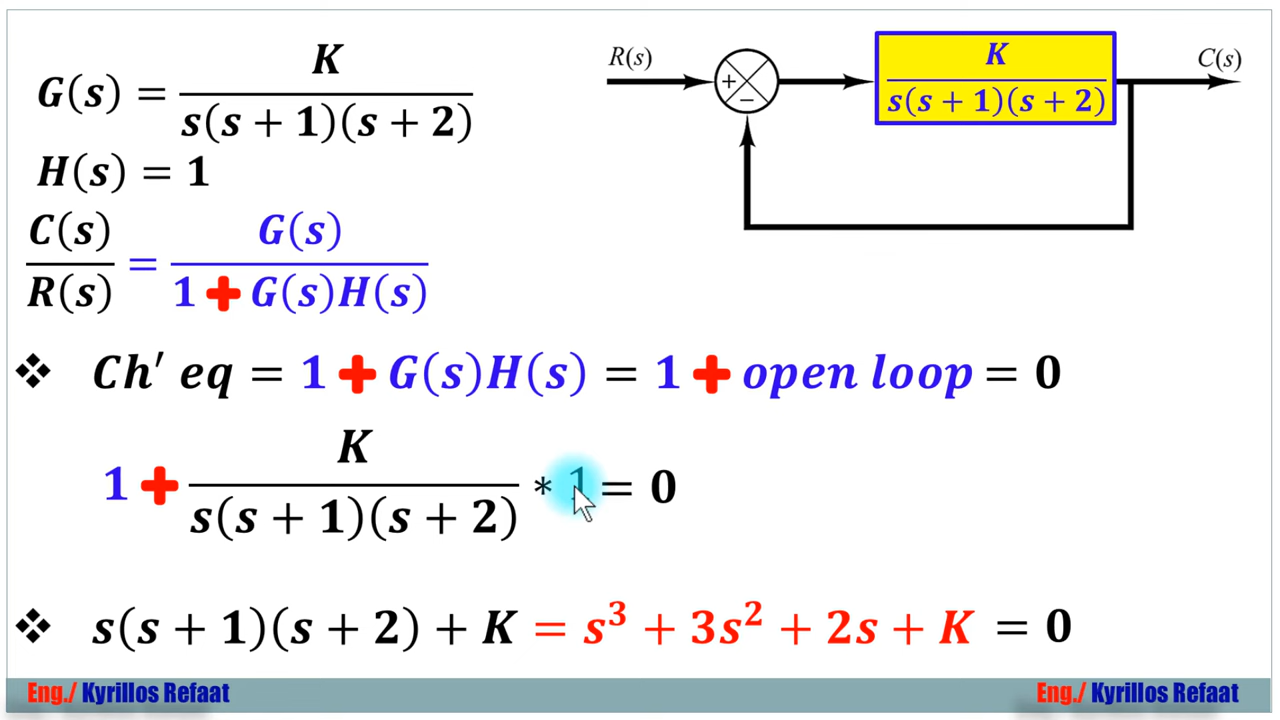 G(s) = K / s(s + 1)(s + 2)
H(s) = 1
C(s) / R(s) = G(s) / 1 + G(s)H(s)
R(s)
+
−
K / s(s + 1)(s + 2)
C(s)
❖ Ch′ eq = 1 + G(s)H(s) = 1 + open loop = 0
1 + K / s(s + 1)(s + 2) * 1 = 0
❖ s(s + 1)(s + 2) + K = s³ + 3s² + 2s + K = 0
Eng./ Kyrillos Refaat
Eng./ Kyrillos Refaat